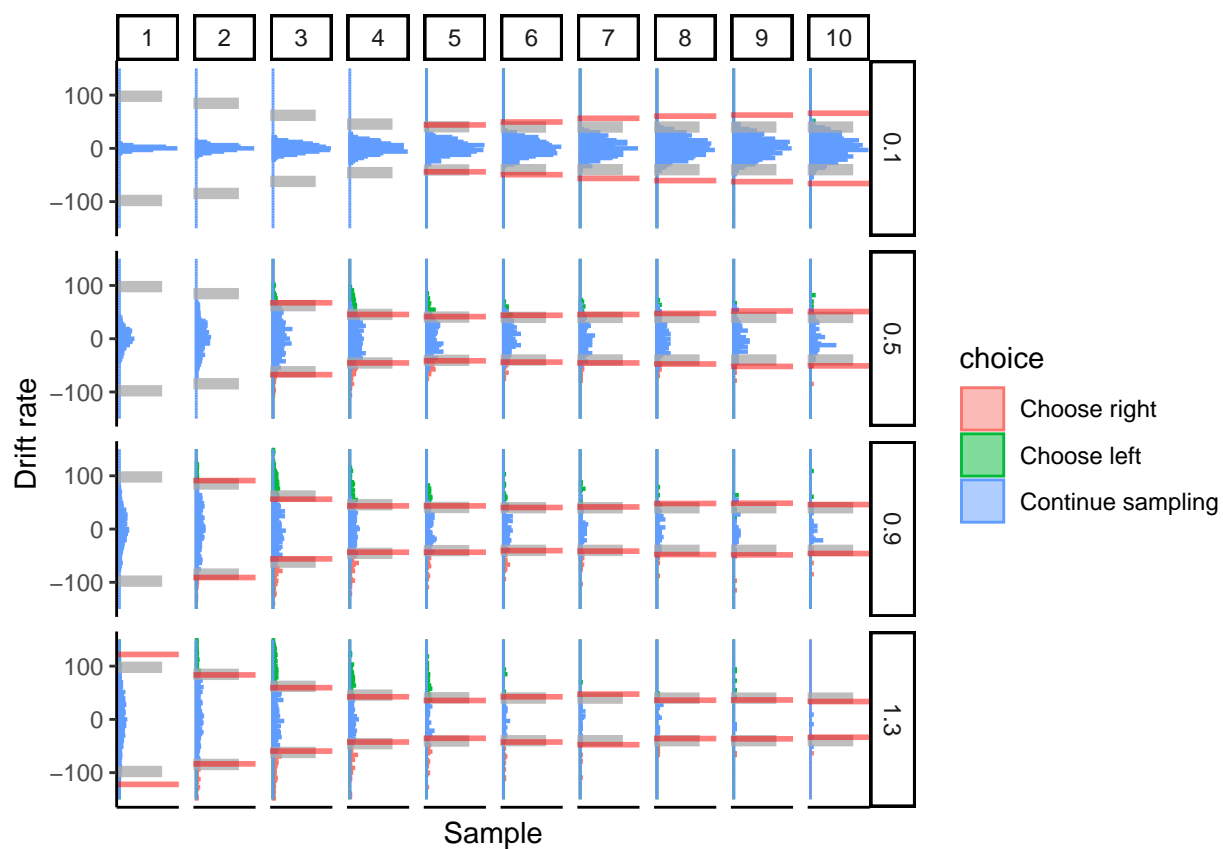 1 2 3 4 5 6 7 8 9 10
100
0
−100
0.1
100
0
−100
0.5
100
0
−100
0.9
100
0
−100
1.3
Drift rate
Sample
choice
Choose right
Choose left
Continue sampling